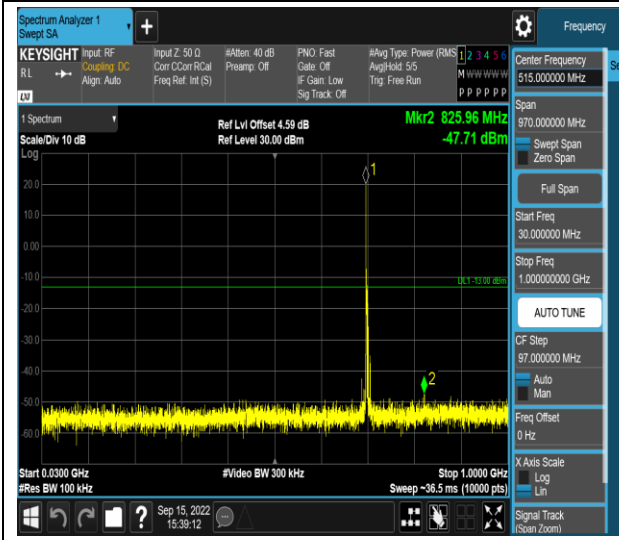 Spectrum Analyzer 1
Swept SA
Frequency
KEYSIGHT
RL
LXI
Input: RF
Coupling: DC
Align: Auto
Input Z: 50 Ω
Corr CCorr RCal
Freq Ref: Int (S)
#Atten: 40 dB
Preamp: Off
PNO: Fast
Gate: Off
IF Gain: Low
Sig Track: Off
#Avg Type: Power (RMS
Avg|Hold: 5/5
Trig: Free Run
1 2 3 4 5 6
M W W W W W
P P P P P P
1 Spectrum
Scale/Div 10 dB
Log
Ref Lvl Offset 4.59 dB
Ref Level 30.00 dBm
Mkr2 825.96 MHz
-47.71 dBm
1
20.0
10.0
0.00
-10.0
DL1 -13.00 dBm
-20.0
-30.0
-40.0
2
-50.0
-60.0
Start 0.0300 GHz
#Res BW 100 kHz
#Video BW 300 kHz
Stop 1.0000 GHz
Sweep ~36.5 ms (10000 pts)
?
Sep 15, 2022
15:39:12
Center Frequency
515.000000 MHz
Span
970.000000 MHz
Swept Span
Zero Span
Full Span
Start Freq
30.000000 MHz
Stop Freq
1.000000000 GHz
AUTO TUNE
CF Step
97.000000 MHz
Auto
Man
Freq Offset
0 Hz
X Axis Scale
Log
Lin
Signal Track
(Span Zoom)